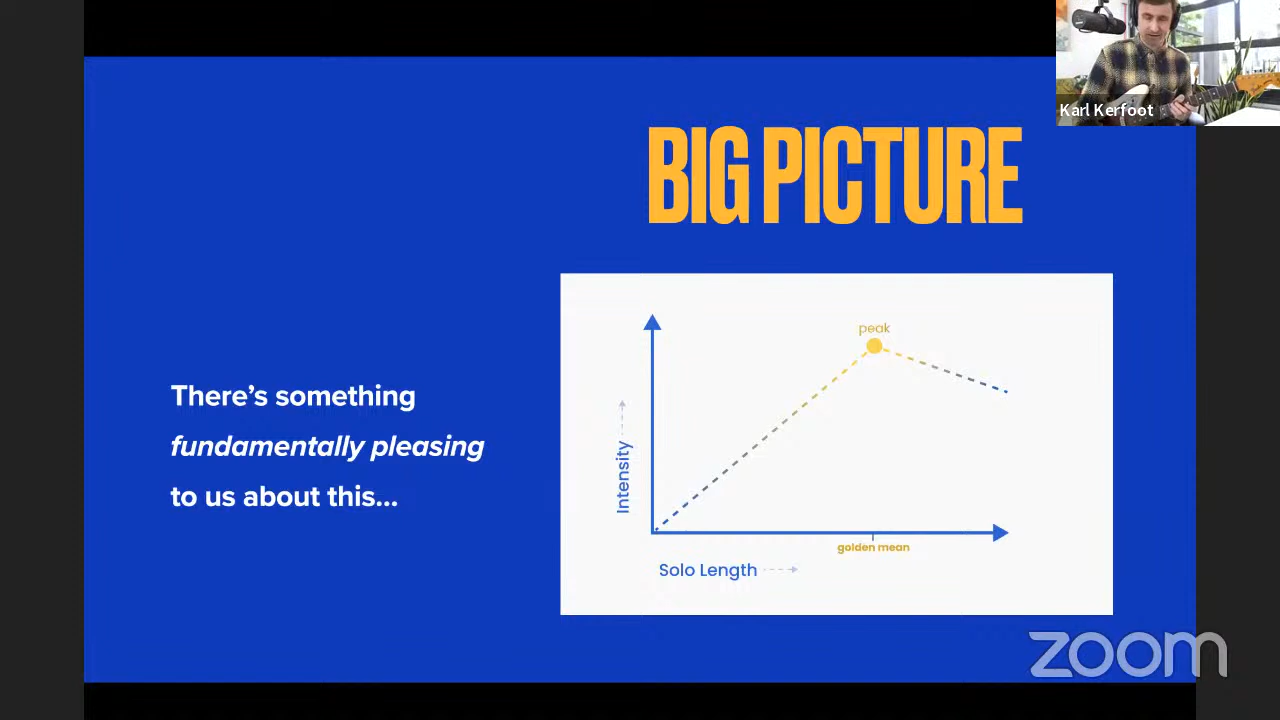 Karl Kerfoot
BIG PICTURE
There's something
fundamentally pleasing
to us about this...
peak
Intensity
golden mean
Solo Length
zoom